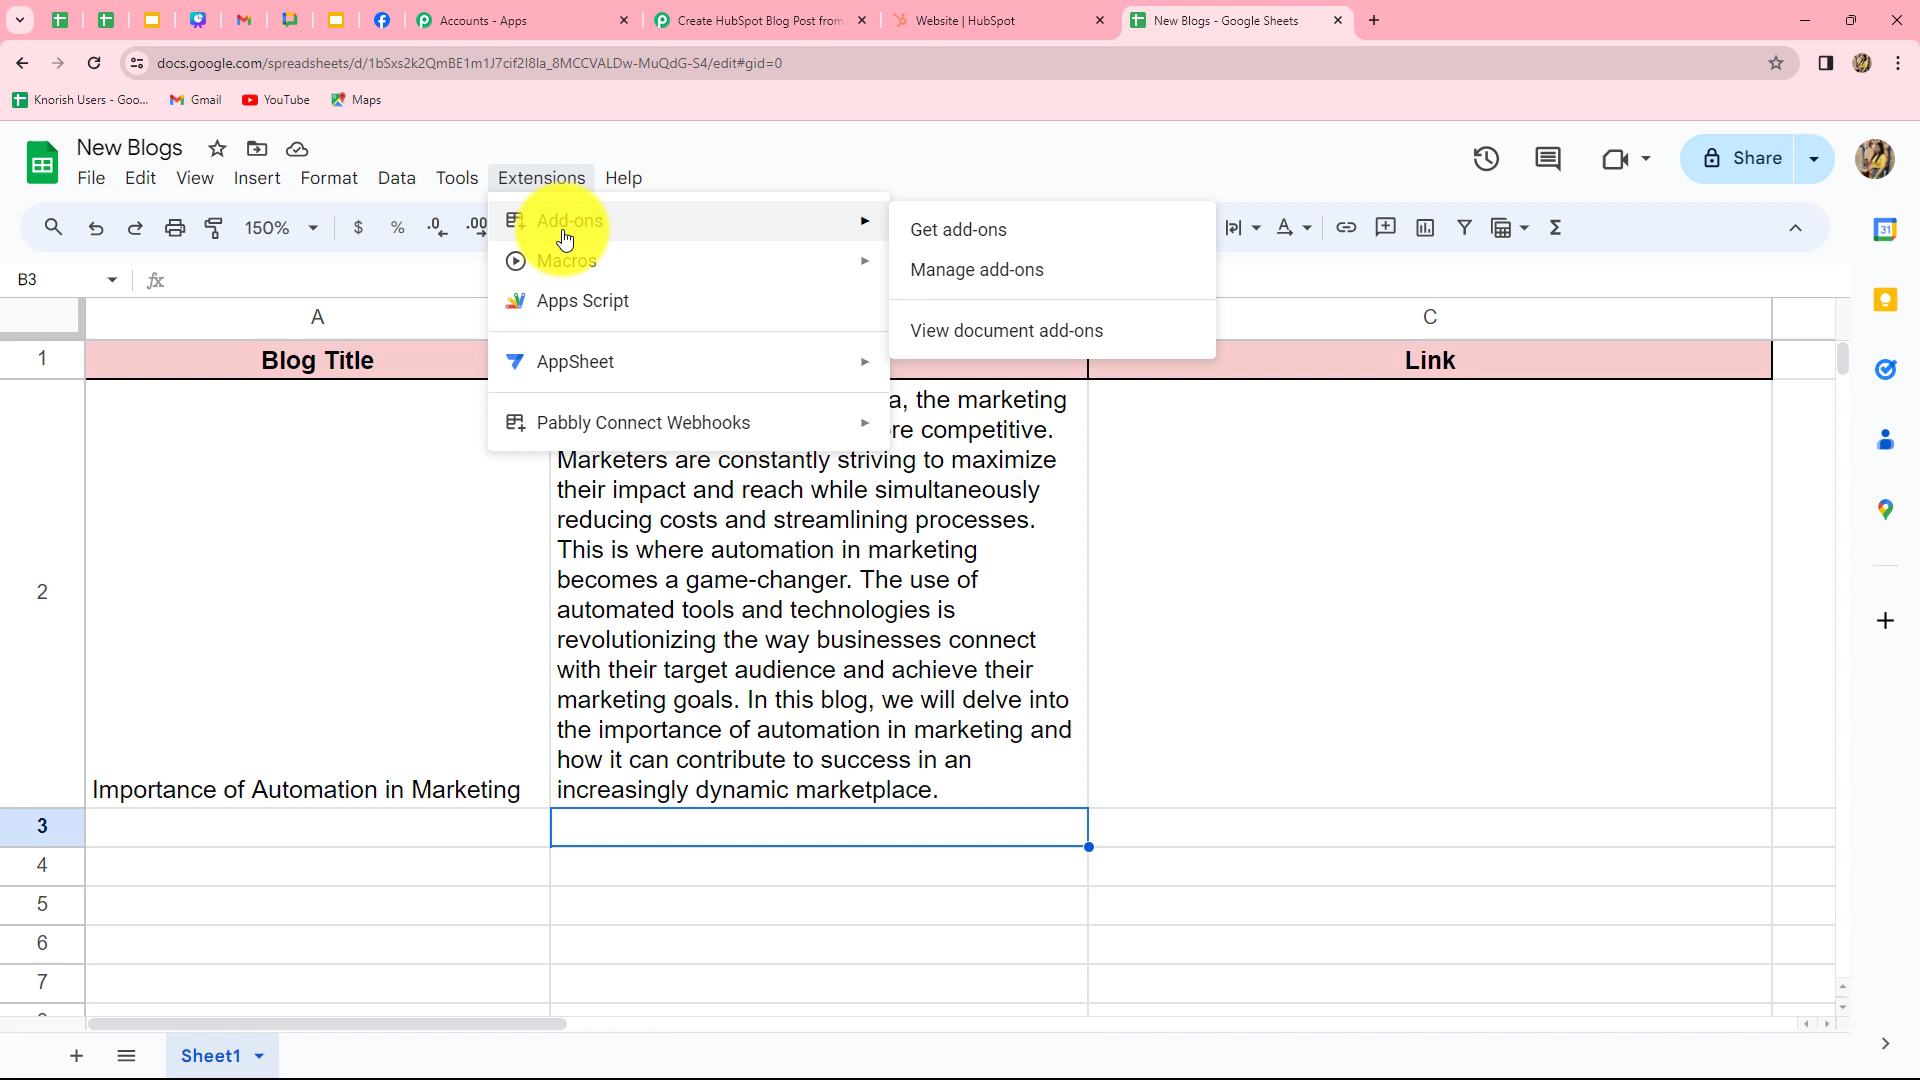 Accounts - Apps
Create HubSpot Blog Post from
Website | HubSpot
New Blogs - Google Sheets
docs.google.com/spreadsheets/d/1bSxs2k2QmBE1m1J7cif2I8Ia_8MCCVALDw-MuQdG-S4/edit#gid=0
Knorish Users - Goo...
Gmail
YouTube
Maps
New Blogs
File Edit View Insert Format Data Tools Extensions Help
Share
150%
$ % .0 .00
Add-ons
Macros
Apps Script
AppSheet
Pabbly Connect Webhooks
Get add-ons
Manage add-ons
View document add-ons
B3
fx
A
C
1
Blog Title
Link
2
Importance of Automation in Marketing
a, the marketing
re competitive.
Marketers are constantly striving to maximize
their impact and reach while simultaneously
reducing costs and streamlining processes.
This is where automation in marketing
becomes a game-changer. The use of
automated tools and technologies is
revolutionizing the way businesses connect
with their target audience and achieve their
marketing goals. In this blog, we will delve into
the importance of automation in marketing and
how it can contribute to success in an
increasingly dynamic marketplace.
3
4
5
6
7
Sheet1
31